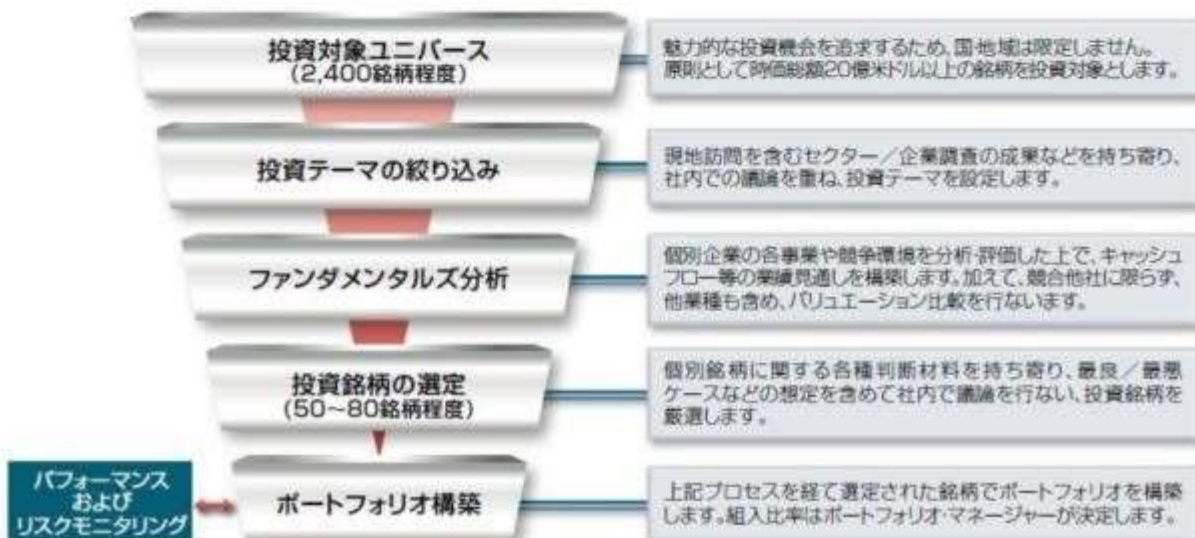 投資対象ユニバース
(2,400銘柄程度)
魅力的な投資機会を追求するため、国・地域は限定しません。
原則として時価総額20億米ドル以上の銘柄を投資対象とします。
投資テーマの絞り込み
現地訪問を含むセクター/企業調査の成果などを持ち寄り、
社内での議論を重ね、投資テーマを設定します。
ファンダメンタルズ分析
個別企業の各事業や競争環境を分析・評価した上で、キャッシュ
フロー等の業績見通しを構築します。加えて、競合他社に限らず、
他業種も含め、バリュエーション比較を行ないます。
投資銘柄の選定
(50~80銘柄程度)
個別銘柄に関する各種判断材料を持ち寄り、最良/最悪
ケースなどの想定を含めて社内で議論を行ない、投資銘柄を
厳選します。
パフォーマンス
および
リスクモニタリング
ポートフォリオ構築
上記プロセスを経て選定された銘柄でポートフォリオを構築
します。組入比率はポートフォリオ・マネージャーが決定します。